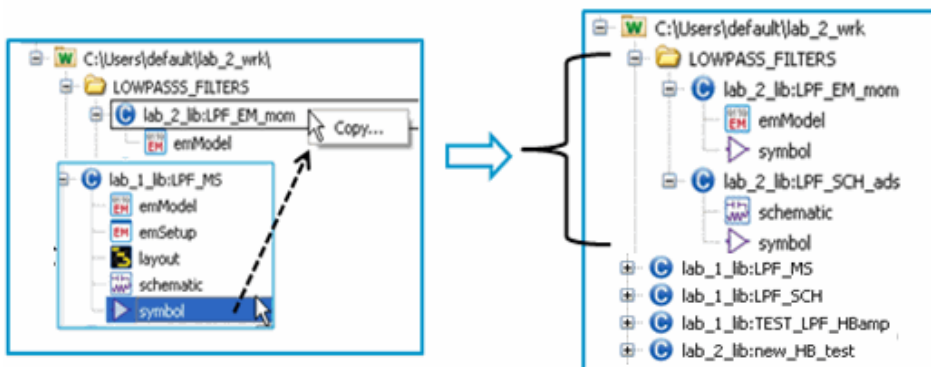 C:\Users\default\lab_2_wrk\
LOWPASSS_FILTERS
lab_2_lib:LPF_EM_mom
Copy...
emModel
lab_1_lib:LPF_MS
emModel
emSetup
layout
schematic
symbol
C:\Users\default\lab_2_wrk
LOWPASS_FILTERS
lab_2_lib:LPF_EM_mom
emModel
symbol
lab_2_lib:LPF_SCH_ads
schematic
symbol
lab_1_lib:LPF_MS
lab_1_lib:LPF_SCH
lab_1_lib:TEST_LPF_HBamp
lab_2_lib:new_HB_test